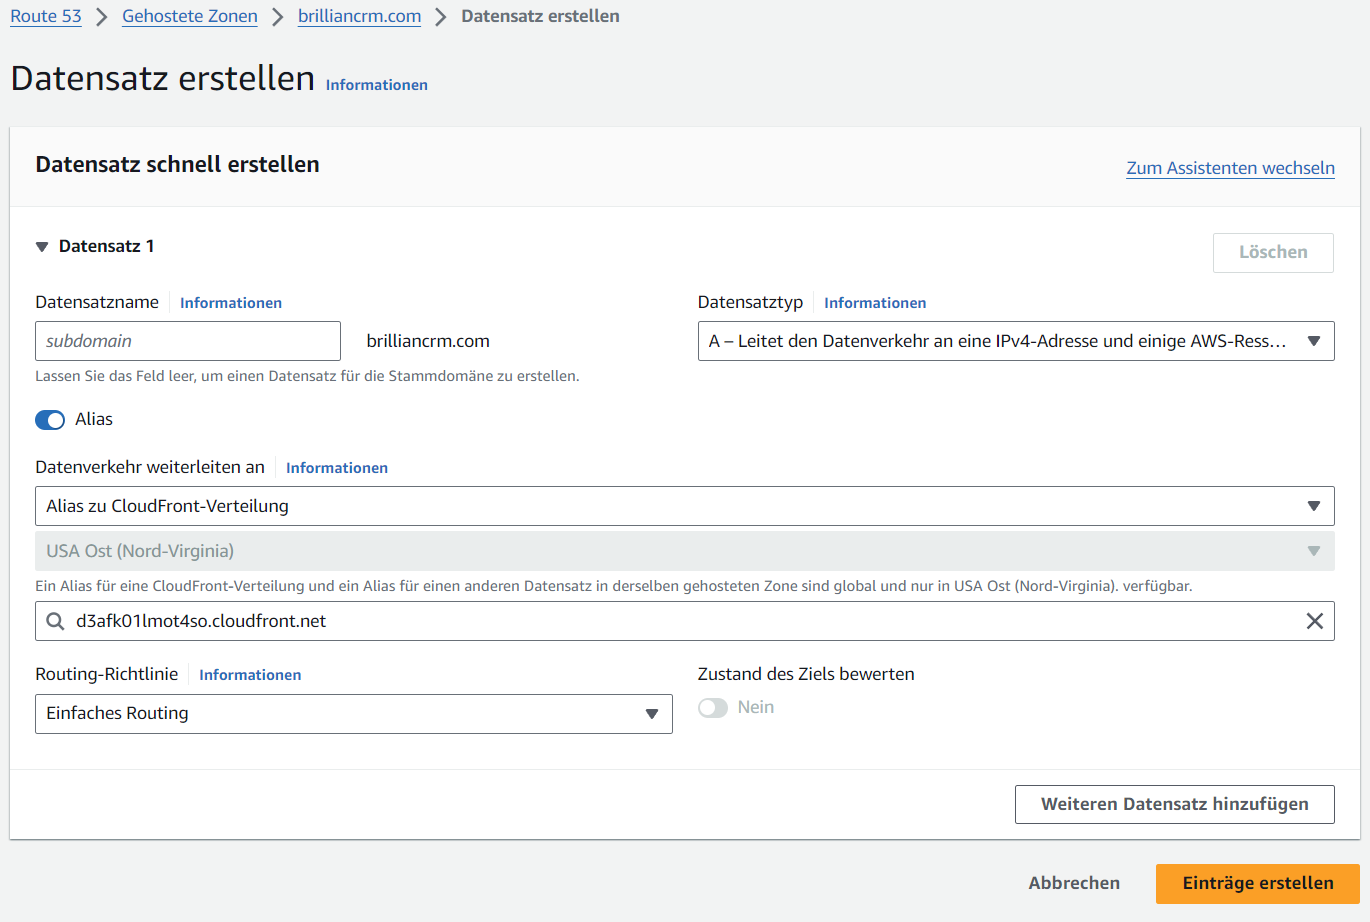 Route 53 > Gehostete Zonen > brilliancrm.com > Datensatz erstellen
Datensatz erstellen Informationen
Datensatz schnell erstellen
Zum Assistenten wechseln
Datensatz 1
Löschen
Datensatzname Informationen
subdomain brilliancrm.com
Lassen Sie das Feld leer, um einen Datensatz für die Stammdomäne zu erstellen.
Datensatztyp Informationen
A – Leitet den Datenverkehr an eine IPv4-Adresse und einige AWS-Ress...
Alias
Datenverkehr weiterleiten an Informationen
Alias zu CloudFront-Verteilung
USA Ost (Nord-Virginia)
Ein Alias für eine CloudFront-Verteilung und ein Alias für einen anderen Datensatz in derselben gehosteten Zone sind global und nur in USA Ost (Nord-Virginia). verfügbar.
d3afk01lmot4so.cloudfront.net
Routing-Richtlinie Informationen
Einfaches Routing
Zustand des Ziels bewerten
Nein
Weiteren Datensatz hinzufügen
Abbrechen
Einträge erstellen